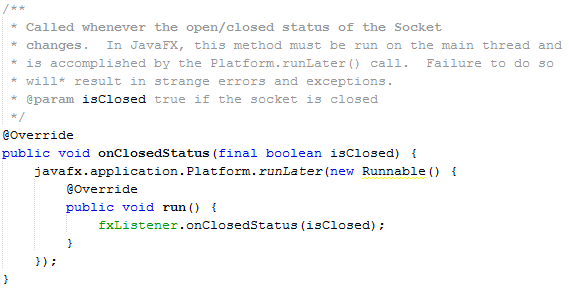 /**
 * Called whenever the open/closed status of the Socket
 * changes.  In JavaFX, this method must be run on the main thread and
 * is accomplished by the Platform.runLater() call.  Failure to do so
 * will* result in strange errors and exceptions.
 * @param isClosed true if the socket is closed
 */
@Override
public void onClosedStatus(final boolean isClosed) {
    javafx.application.Platform.runLater(new Runnable() {
        @Override
        public void run() {
            fxListener.onClosedStatus(isClosed);
        }
    });
}